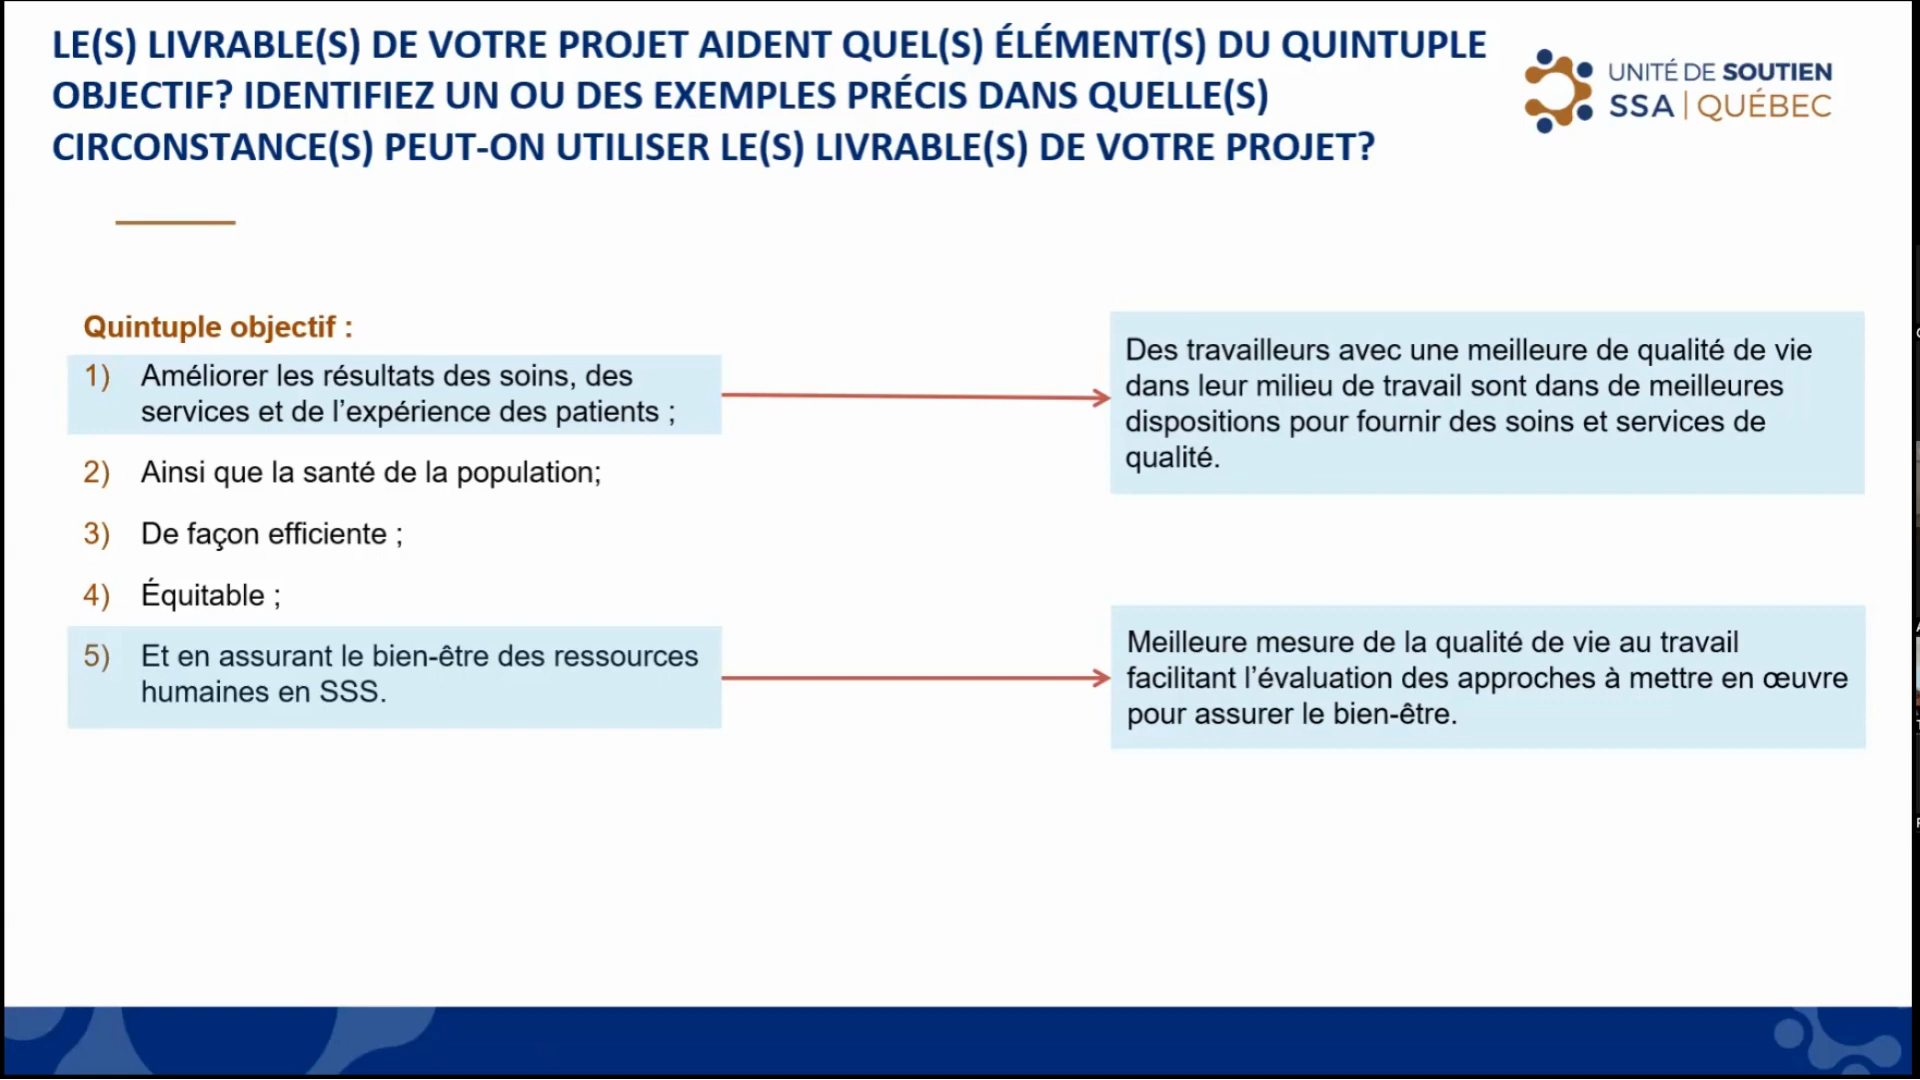 LE(S) LIVRABLE(S) DE VOTRE PROJET AIDENT QUEL(S) ÉLÉMENT(S) DU QUINTUPLE
OBJECTIF? IDENTIFIEZ UN OU DES EXEMPLES PRÉCIS DANS QUELLE(S)
CIRCONSTANCE(S) PEUT-ON UTILISER LE(S) LIVRABLE(S) DE VOTRE PROJET?
UNITÉ DE SOUTIEN
SSA | QUÉBEC
Quintuple objectif :
1) Améliorer les résultats des soins, des
services et de l’expérience des patients ;
2) Ainsi que la santé de la population;
3) De façon efficiente ;
4) Équitable ;
5) Et en assurant le bien-être des ressources
humaines en SSS.
Des travailleurs avec une meilleure de qualité de vie
dans leur milieu de travail sont dans de meilleures
dispositions pour fournir des soins et services de
qualité.
Meilleure mesure de la qualité de vie au travail
facilitant l’évaluation des approches à mettre en œuvre
pour assurer le bien-être.